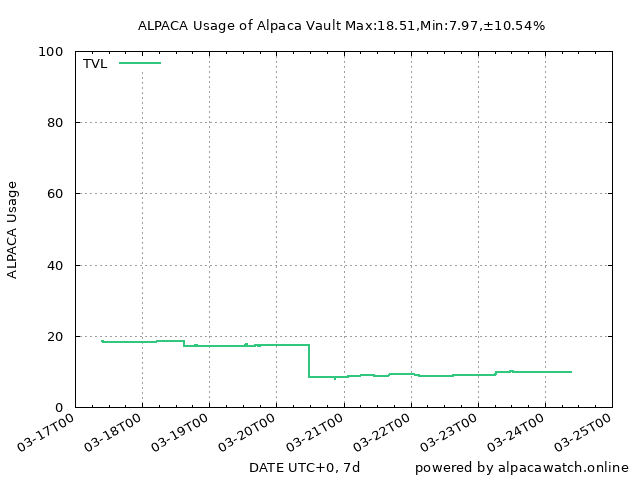 ALPACA Usage of Alpaca Vault Max:18.51,Min:7.97,±10.54%
100
TVL
80
60
ALPACA Usage
40
20
0
03-17T00
03-18T00
03-19T00
03-20T00
03-21T00
03-22T00
03-23T00
03-24T00
03-25T00
DATE UTC+0, 7d
powered by alpacawatch.online